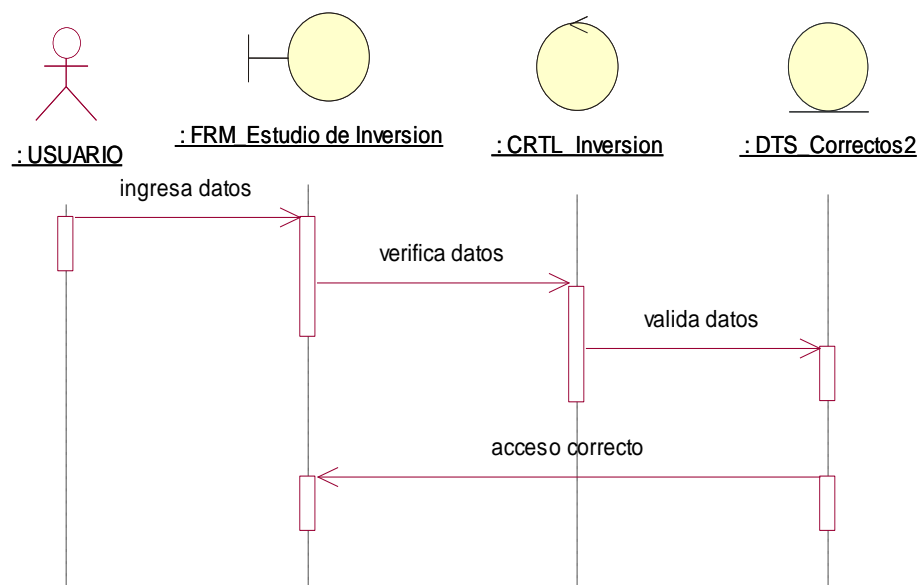 : USUARIO
: FRM_Estudio de Inversion
: CRTL_Inversion
: DTS_Correctos2
ingresa datos
verifica datos
valida datos
acceso correcto